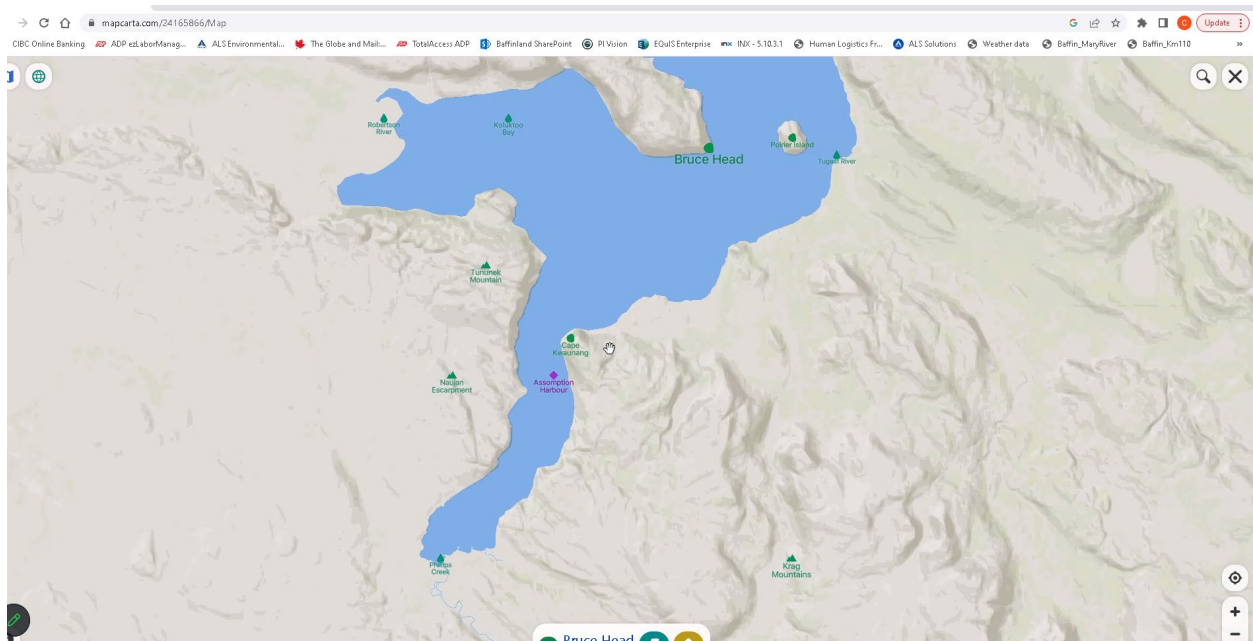 mapcarta.com/24165866/Map
G
C
Update
CIBC Online Banking ADP ezLaborManag... ALS Environmental... The Globe and Mail:... TotalAccess ADP Baffinland SharePoint PI Vision EQuIS Enterprise INX - 5.10.3.1 Human Logistics Fr... ALS Solutions Weather data Baffin_MaryRiver Baffin_Km110 »
Robertson
River
Koluktoo
Bay
Bruce Head
Poirier Island
Tugaat River
Tununek
Mountain
Cape
Kwaunang
Naujan
Escarpment
Assomption
Harbour
Phillips
Creek
Krag
Mountains
Bruce Head